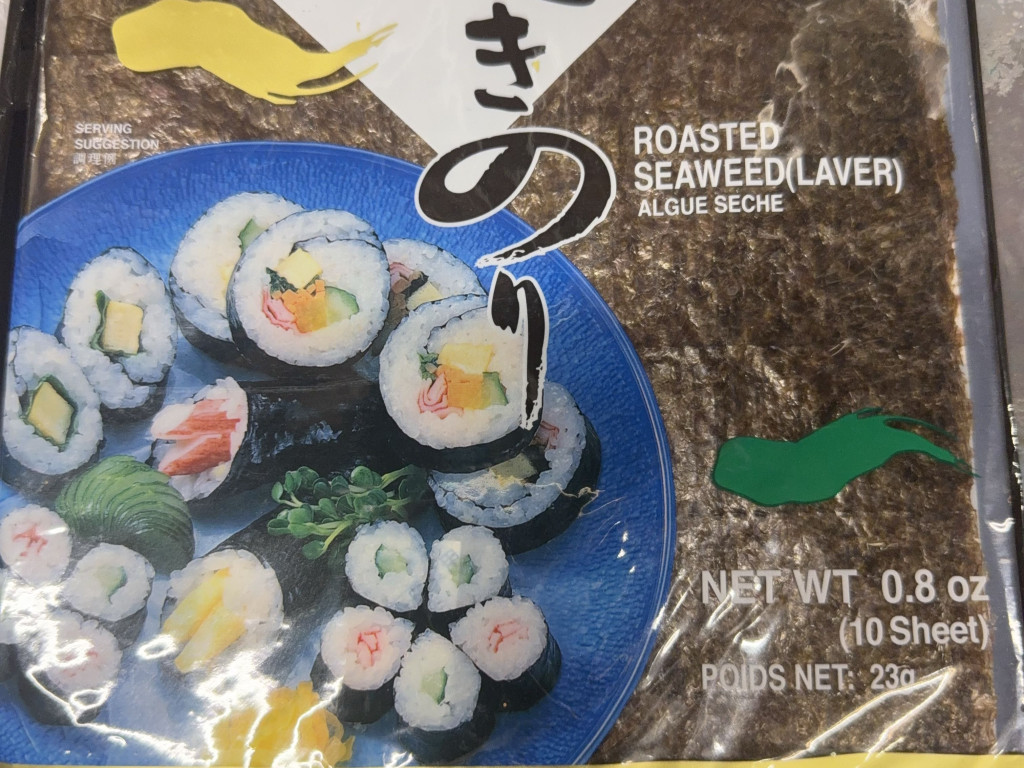 きのり
SERVING
SUGGESTION
調理例
ROASTED
SEAWEED(LAVER)
ALGUE SECHE
NET WT 0.8 oz
(10 Sheet)
POIDS NET: 23g